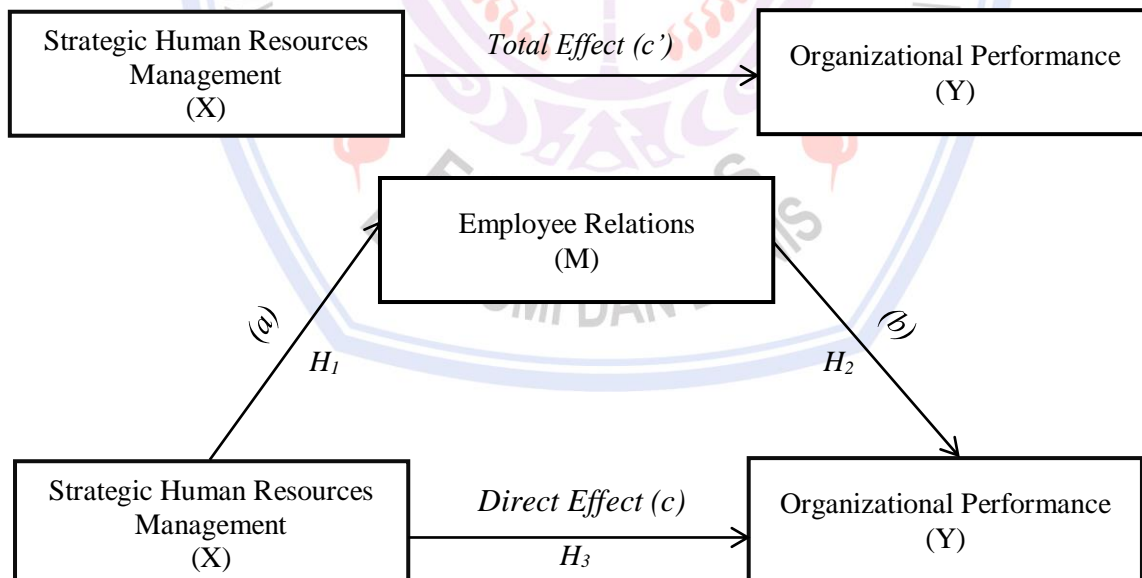 Strategic Human Resources
Management
(X)
Total Effect (c’)
Organizational Performance
(Y)
Employee Relations
(M)
(a)
H1
(b)
H2
Strategic Human Resources
Management
(X)
Direct Effect (c)
H3
Organizational Performance
(Y)